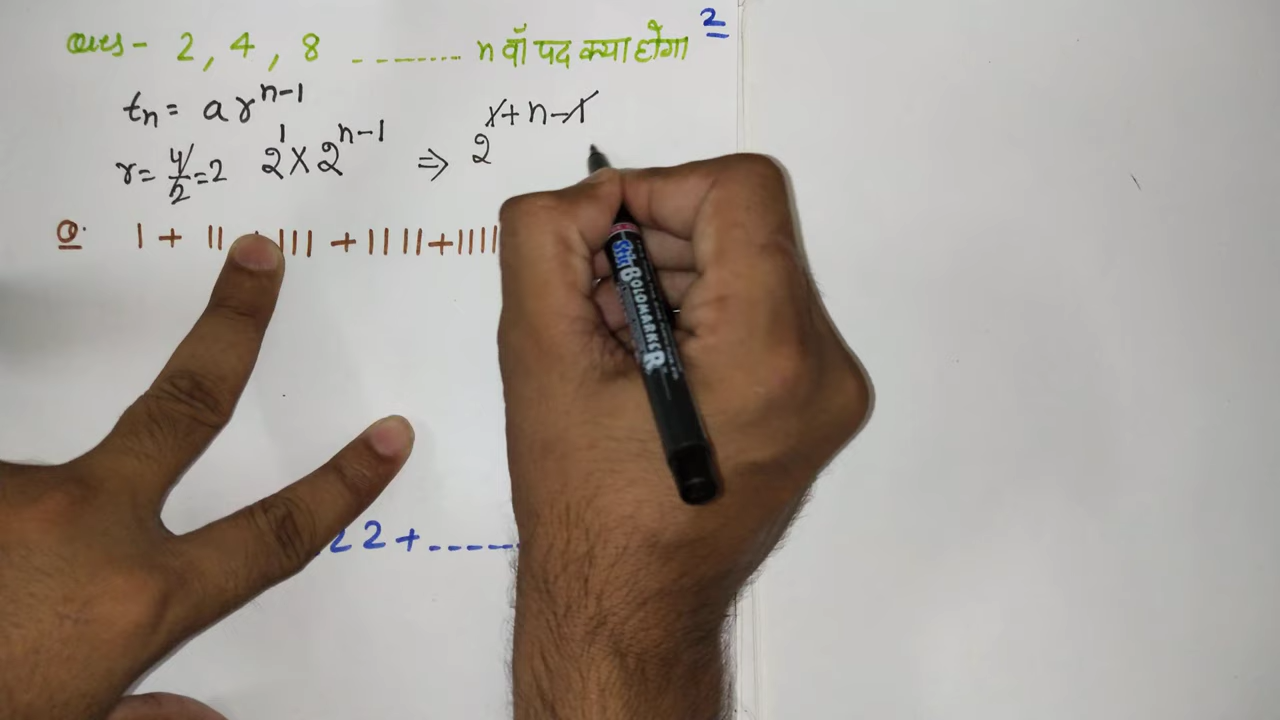 2
Ques - 2, 4, 8 --------- n वाँ पद क्या होगा
tₙ = a r^{n-1}
r = 4/2 = 2 2^1 × 2^{n-1} ⇒ 2^{1+n-1}
Q. 1 + 11 + 111 + 1111 + 1111
22 + ------
BOLDMARKER